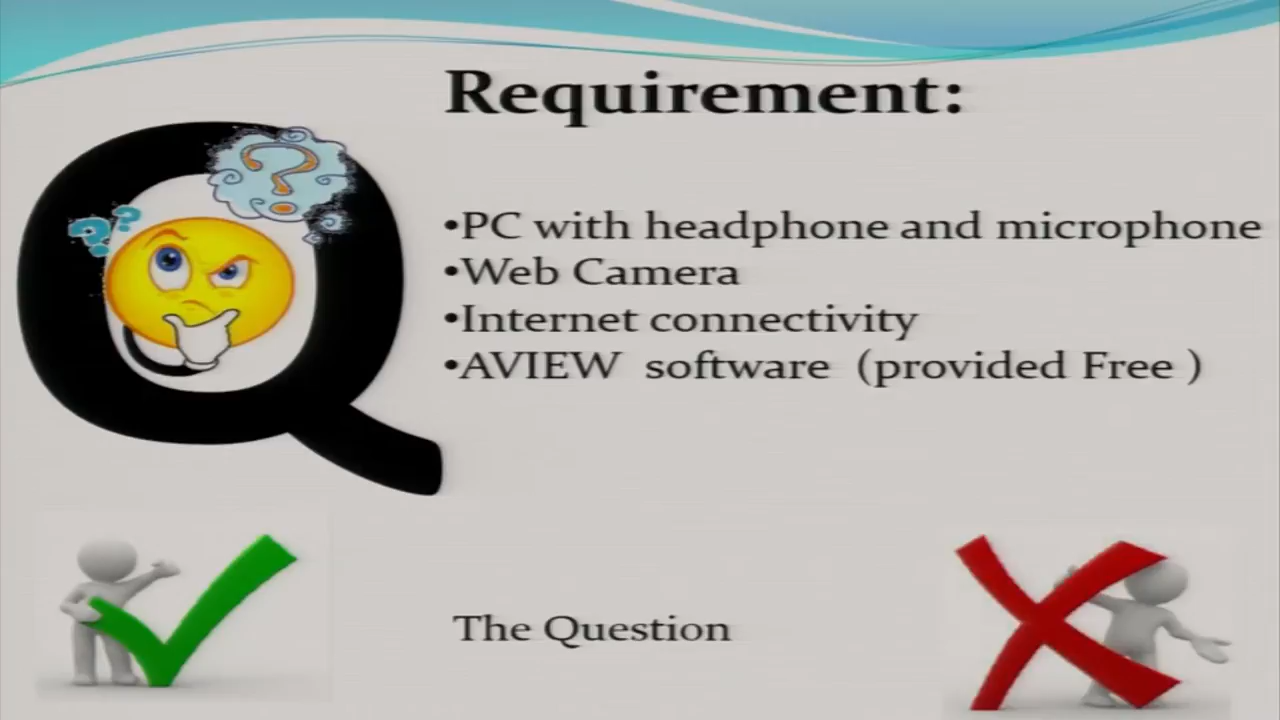 Requirement:
•PC with headphone and microphone
•Web Camera
•Internet connectivity
•AVIEW software (provided Free )
The Question